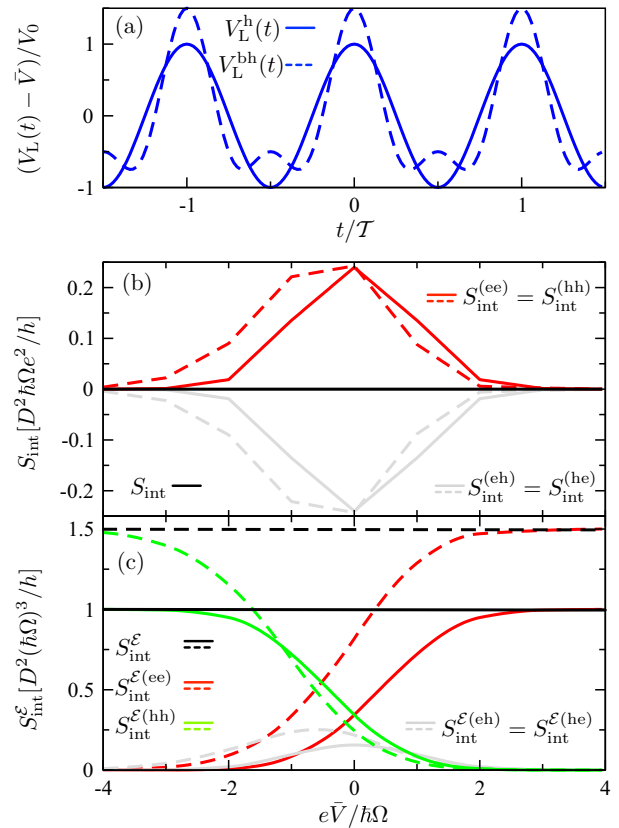 (a)
(V_L(t) − V̄)/V_0
1
0
-1
V_L^h(t)
V_L^bh(t)
-1
0
1
t/𝒯
(b)
S_int[D²ℏΩe²/h]
0.2
0.1
0
-0.1
-0.2
S_int^(ee) = S_int^(hh)
S_int
S_int^(eh) = S_int^(he)
(c)
S_int^ℰ[D²(ℏΩ)³/h]
1.5
1
0.5
0
S_int^ℰ
S_int^ℰ(ee)
S_int^ℰ(hh)
S_int^ℰ(eh) = S_int^ℰ(he)
-4
-2
0
2
4
eV̄/ℏΩ